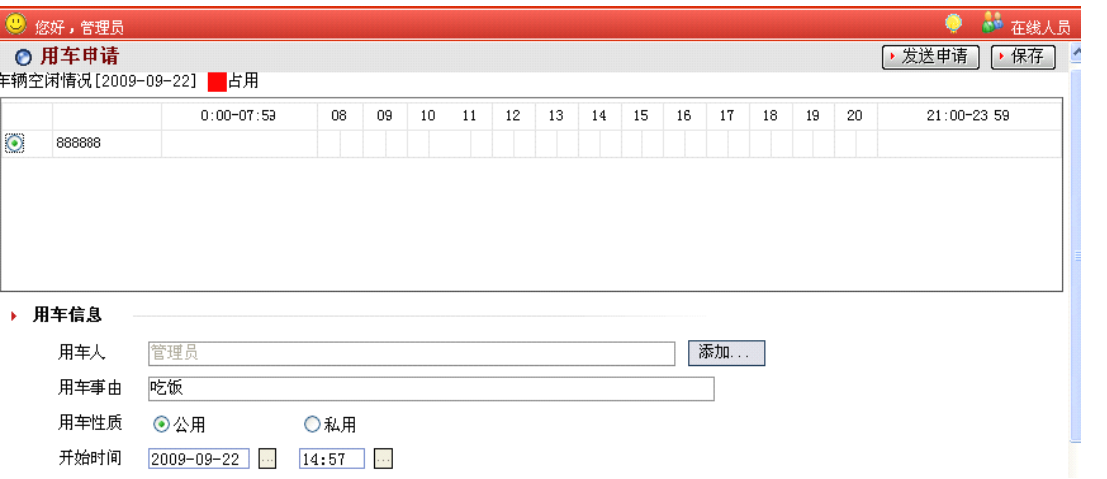 您好，管理员 在线人员
用车申请 发送申请 保存
车辆空闲情况[2009-09-22] 占用
0:00-07:59 08 09 10 11 12 13 14 15 16 17 18 19 20 21:00-23 59
888888
用车信息
用车人 管理员 添加...
用车事由 吃饭
用车性质 公用 私用
开始时间 2009-09-22 ... 14:57 ...